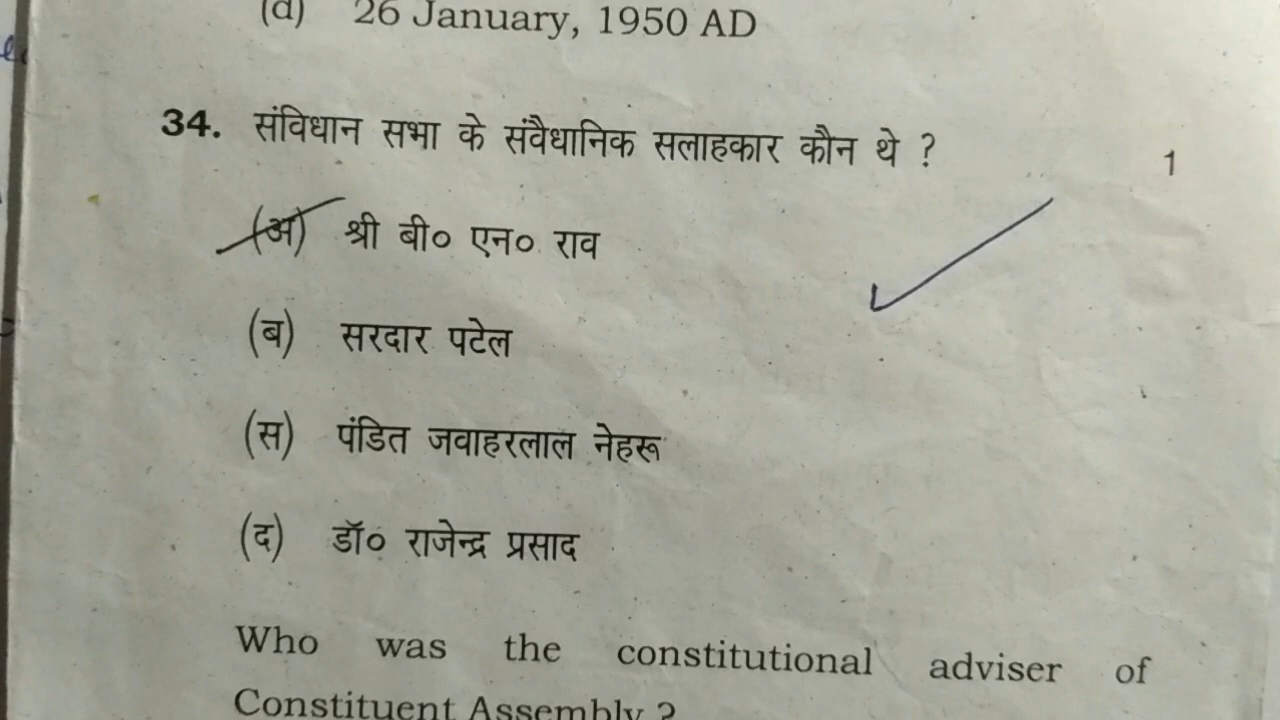 (d) 26 January, 1950 AD
34. संविधान सभा के संवैधानिक सलाहकार कौन थे ?
1
(अ) श्री बी० एन० राव
(ब) सरदार पटेल
(स) पंडित जवाहरलाल नेहरू
(द) डॉ० राजेन्द्र प्रसाद
Who was the constitutional adviser of
Constituent Assembly ?